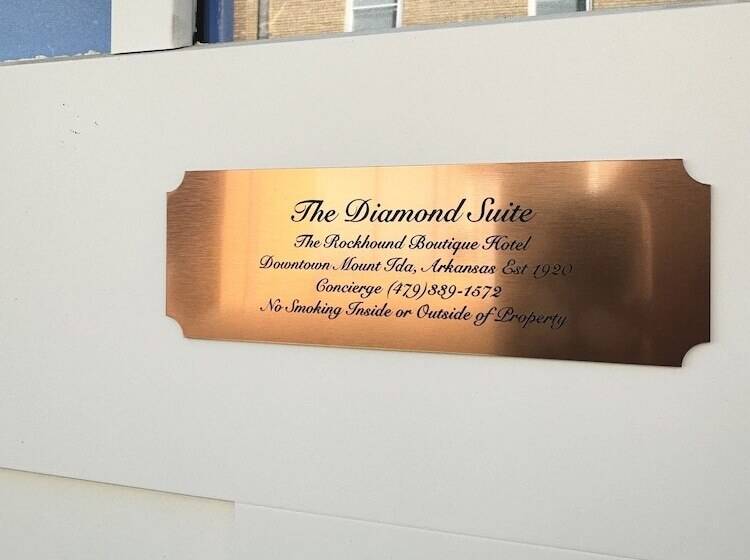 The Diamond Suite
The Rockhound Boutique Hotel
Downtown Mount Ida, Arkansas Est 1920
Concierge (479)339-1572
No Smoking Inside or Outside of Property